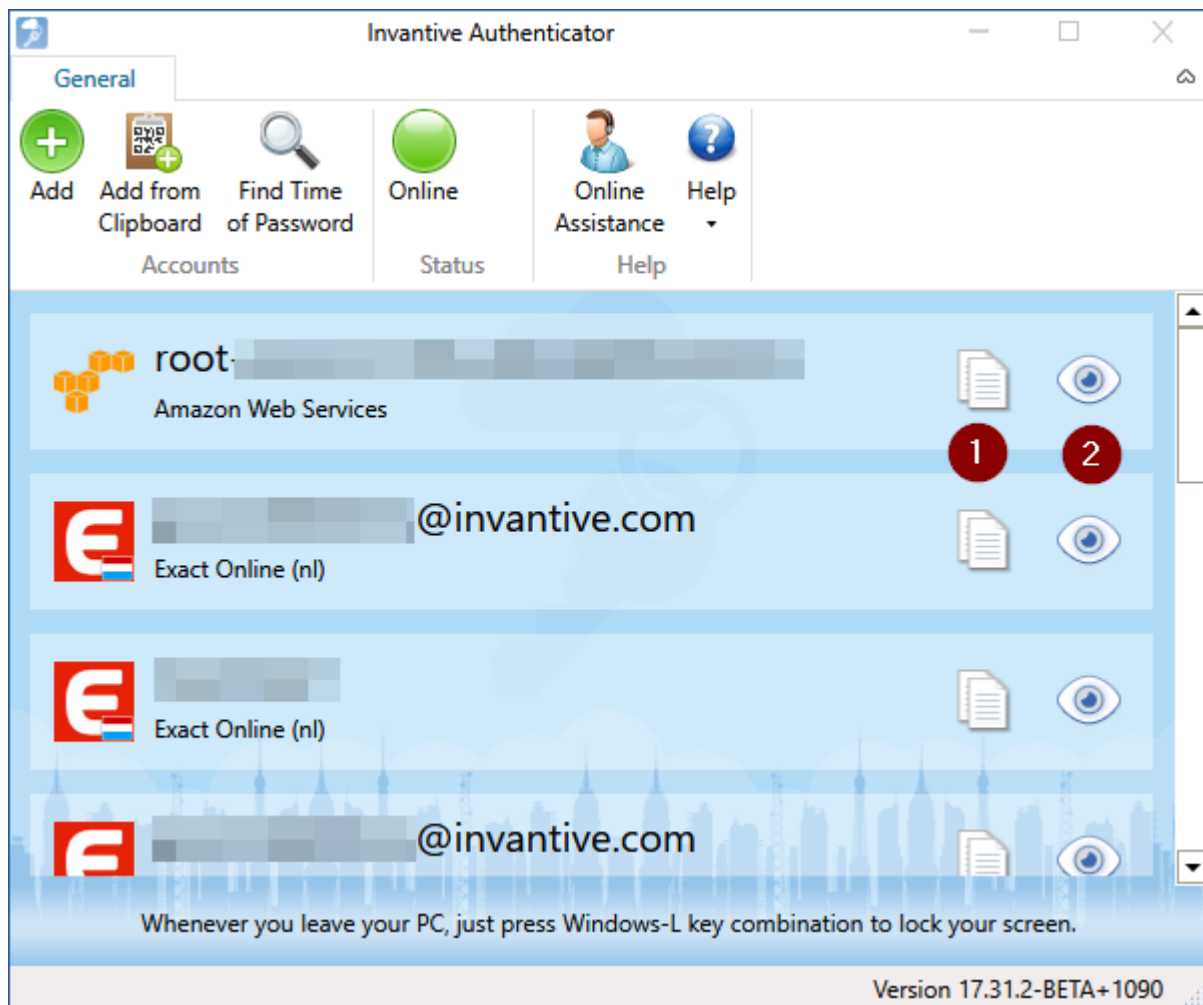 Invantive Authenticator
General
Add
Add from
Clipboard
Find Time
of Password
Online
Online
Assistance
Help
Accounts
Status
Help
root-
Amazon Web Services
1
2
@invantive.com
Exact Online (nl)
Exact Online (nl)
@invantive.com
Whenever you leave your PC, just press Windows-L key combination to lock your screen.
Version 17.31.2-BETA+1090